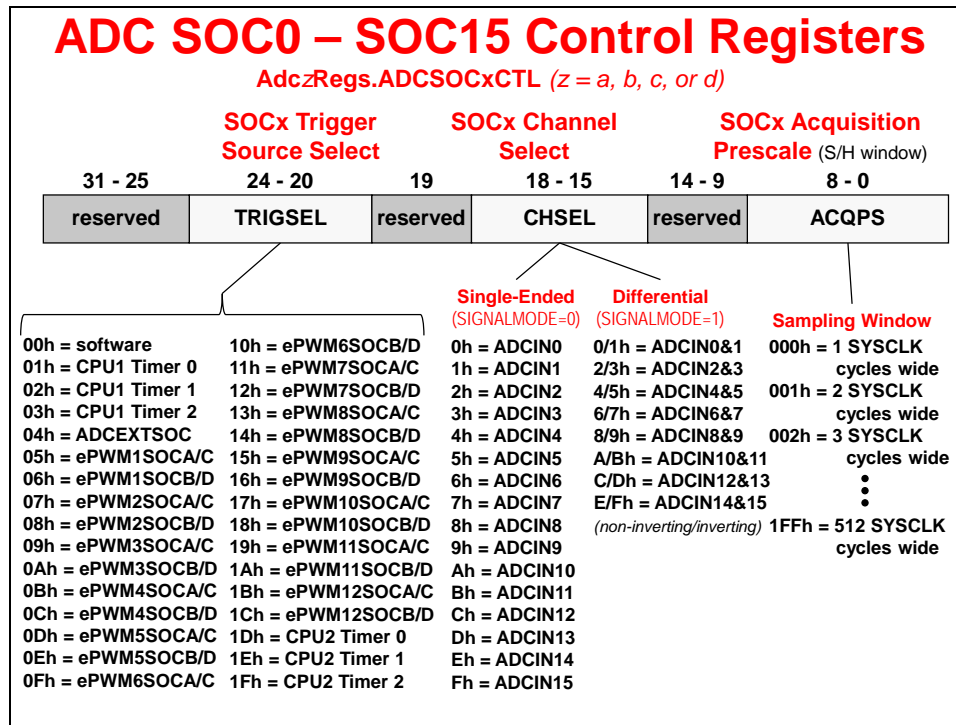 ADC SOC0 – SOC15 Control Registers
AdczRegs.ADCSOCxCTL (z = a, b, c, or d)
SOCx Trigger
Source Select
SOCx Channel
Select
SOCx Acquisition
Prescale (S/H window)
31 - 25
24 - 20
19
18 - 15
14 - 9
8 - 0
reserved
TRIGSEL
reserved
CHSEL
reserved
ACQPS
00h = software
01h = CPU1 Timer 0
02h = CPU1 Timer 1
03h = CPU1 Timer 2
04h = ADCEXTSOC
05h = ePWM1SOCA/C
06h = ePWM1SOCB/D
07h = ePWM2SOCA/C
08h = ePWM2SOCB/D
09h = ePWM3SOCA/C
0Ah = ePWM3SOCB/D
0Bh = ePWM4SOCA/C
0Ch = ePWM4SOCB/D
0Dh = ePWM5SOCA/C
0Eh = ePWM5SOCB/D
0Fh = ePWM6SOCA/C
10h = ePWM6SOCB/D
11h = ePWM7SOCA/C
12h = ePWM7SOCB/D
13h = ePWM8SOCA/C
14h = ePWM8SOCB/D
15h = ePWM9SOCA/C
16h = ePWM9SOCB/D
17h = ePWM10SOCA/C
18h = ePWM10SOCB/D
19h = ePWM11SOCA/C
1Ah = ePWM11SOCB/D
1Bh = ePWM12SOCA/C
1Ch = ePWM12SOCB/D
1Dh = CPU2 Timer 0
1Eh = CPU2 Timer 1
1Fh = CPU2 Timer 2
Single-Ended
(SIGNALMODE=0)
0h = ADCIN0
1h = ADCIN1
2h = ADCIN2
3h = ADCIN3
4h = ADCIN4
5h = ADCIN5
6h = ADCIN6
7h = ADCIN7
8h = ADCIN8
9h = ADCIN9
Ah = ADCIN10
Bh = ADCIN11
Ch = ADCIN12
Dh = ADCIN13
Eh = ADCIN14
Fh = ADCIN15
Differential
(SIGNALMODE=1)
0/1h = ADCIN0&1
2/3h = ADCIN2&3
4/5h = ADCIN4&5
6/7h = ADCIN6&7
8/9h = ADCIN8&9
A/Bh = ADCIN10&11
C/Dh = ADCIN12&13
E/Fh = ADCIN14&15
(non-inverting/inverting)
Sampling Window
000h = 1 SYSCLK
cycles wide
001h = 2 SYSCLK
cycles wide
002h = 3 SYSCLK
cycles wide
1FFh = 512 SYSCLK
cycles wide